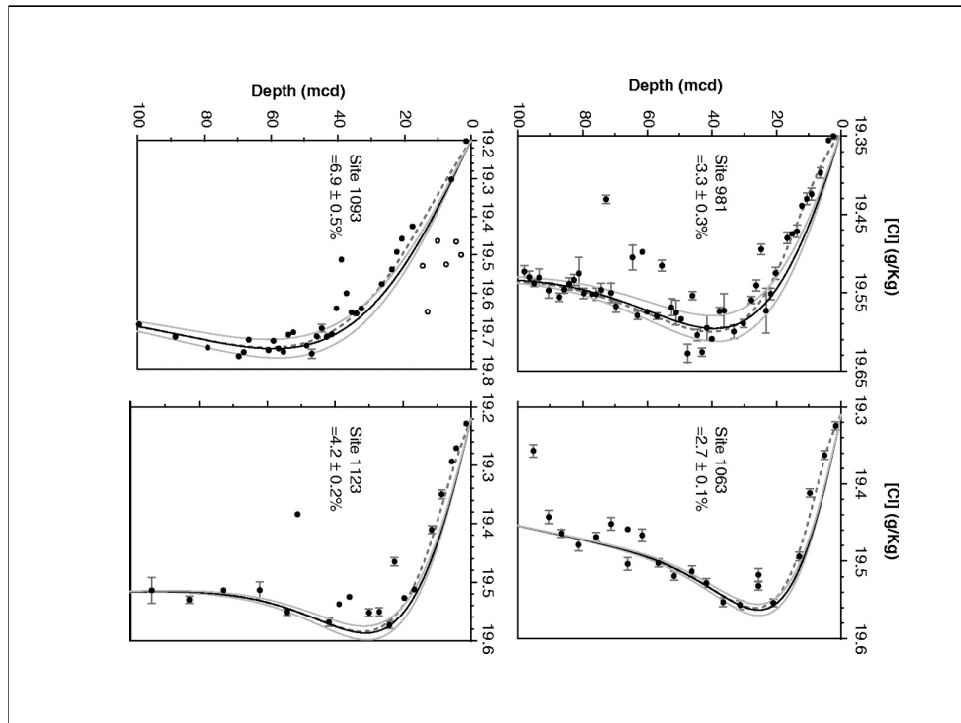 Depth (mcd)
100 80 60 40 20 0
19.2
19.3
19.4
19.5
19.6
19.7
19.8
Site 1093
=6.9 ± 0.5%
Depth (mcd)
100 80 60 40 20 0
19.35
19.45
19.55
19.65
[Cl] (g/Kg)
Site 981
=3.3 ± 0.3%
19.2
19.3
19.4
19.5
19.6
Site 1123
=4.2 ± 0.2%
19.3
19.4
19.5
19.6
[Cl] (g/Kg)
Site 1063
=2.7 ± 0.1%